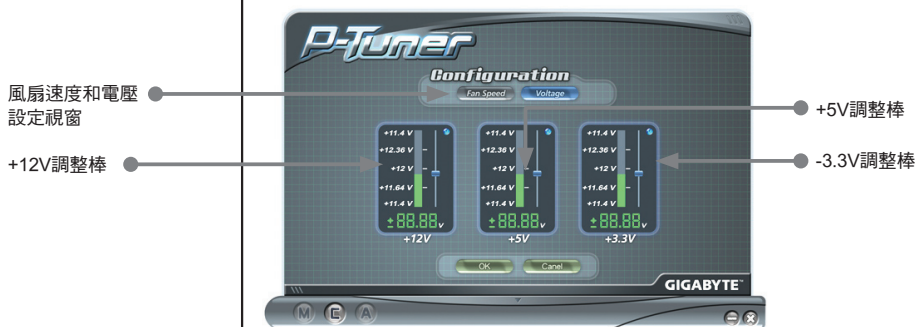 P-Tuner
Configuration
Fan Speed Voltage
風扇速度和電壓
設定視窗
+12V調整棒
+5V調整棒
-3.3V調整棒
+11.4 V
+12.36 V
+12 V
+11.64 V
+11.4 V
±88.88v
+12V
+11.4 V
+12.36 V
+12 V
+11.64 V
+11.4 V
±88.88v
+5V
+11.4 V
+12.36 V
+12 V
+11.64 V
+11.4 V
±88.88v
+3.3V
OK Canel
GIGABYTE™
M C A